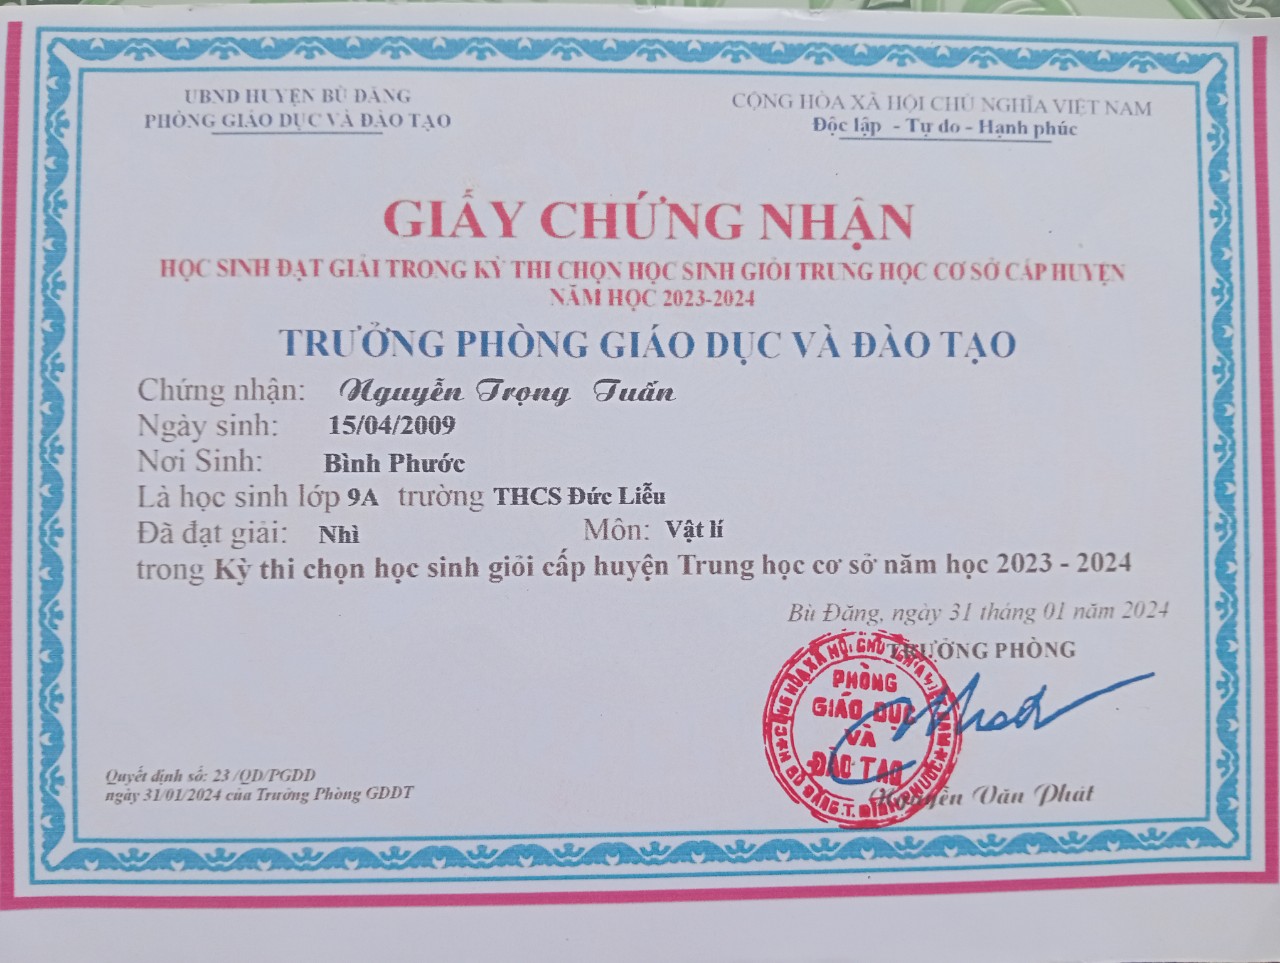 UBND HUYỆN BÙ ĐĂNG
PHÒNG GIÁO DỤC VÀ ĐÀO TẠO
CỘNG HÒA XÃ HỘI CHỦ NGHĨA VIỆT NAM
Độc lập - Tự do - Hạnh phúc
GIẤY CHỨNG NHẬN
HỌC SINH ĐẠT GIẢI TRONG KỲ THI CHỌN HỌC SINH GIỎI TRUNG HỌC CƠ SỞ CẤP HUYỆN
NĂM HỌC 2023-2024
TRƯỞNG PHÒNG GIÁO DỤC VÀ ĐÀO TẠO
Chứng nhận: Nguyễn Trọng Tuấn
Ngày sinh: 15/04/2009
Nơi Sinh: Bình Phước
Là học sinh lớp 9A trường THCS Đức Liễu
Đã đạt giải: Nhì Môn: Vật lí
trong Kỳ thi chọn học sinh giỏi cấp huyện Trung học cơ sở năm học 2023 - 2024
Bù Đăng, ngày 31 tháng 01 năm 2024
TRƯỞNG PHÒNG
PHÒNG
GIÁO DỤC
VÀ
ĐÀO TẠO
Nguyễn Văn Phát
Quyết định số: 23 /QD/PGDD
ngày 31/01/2024 của Trưởng Phòng GDDT